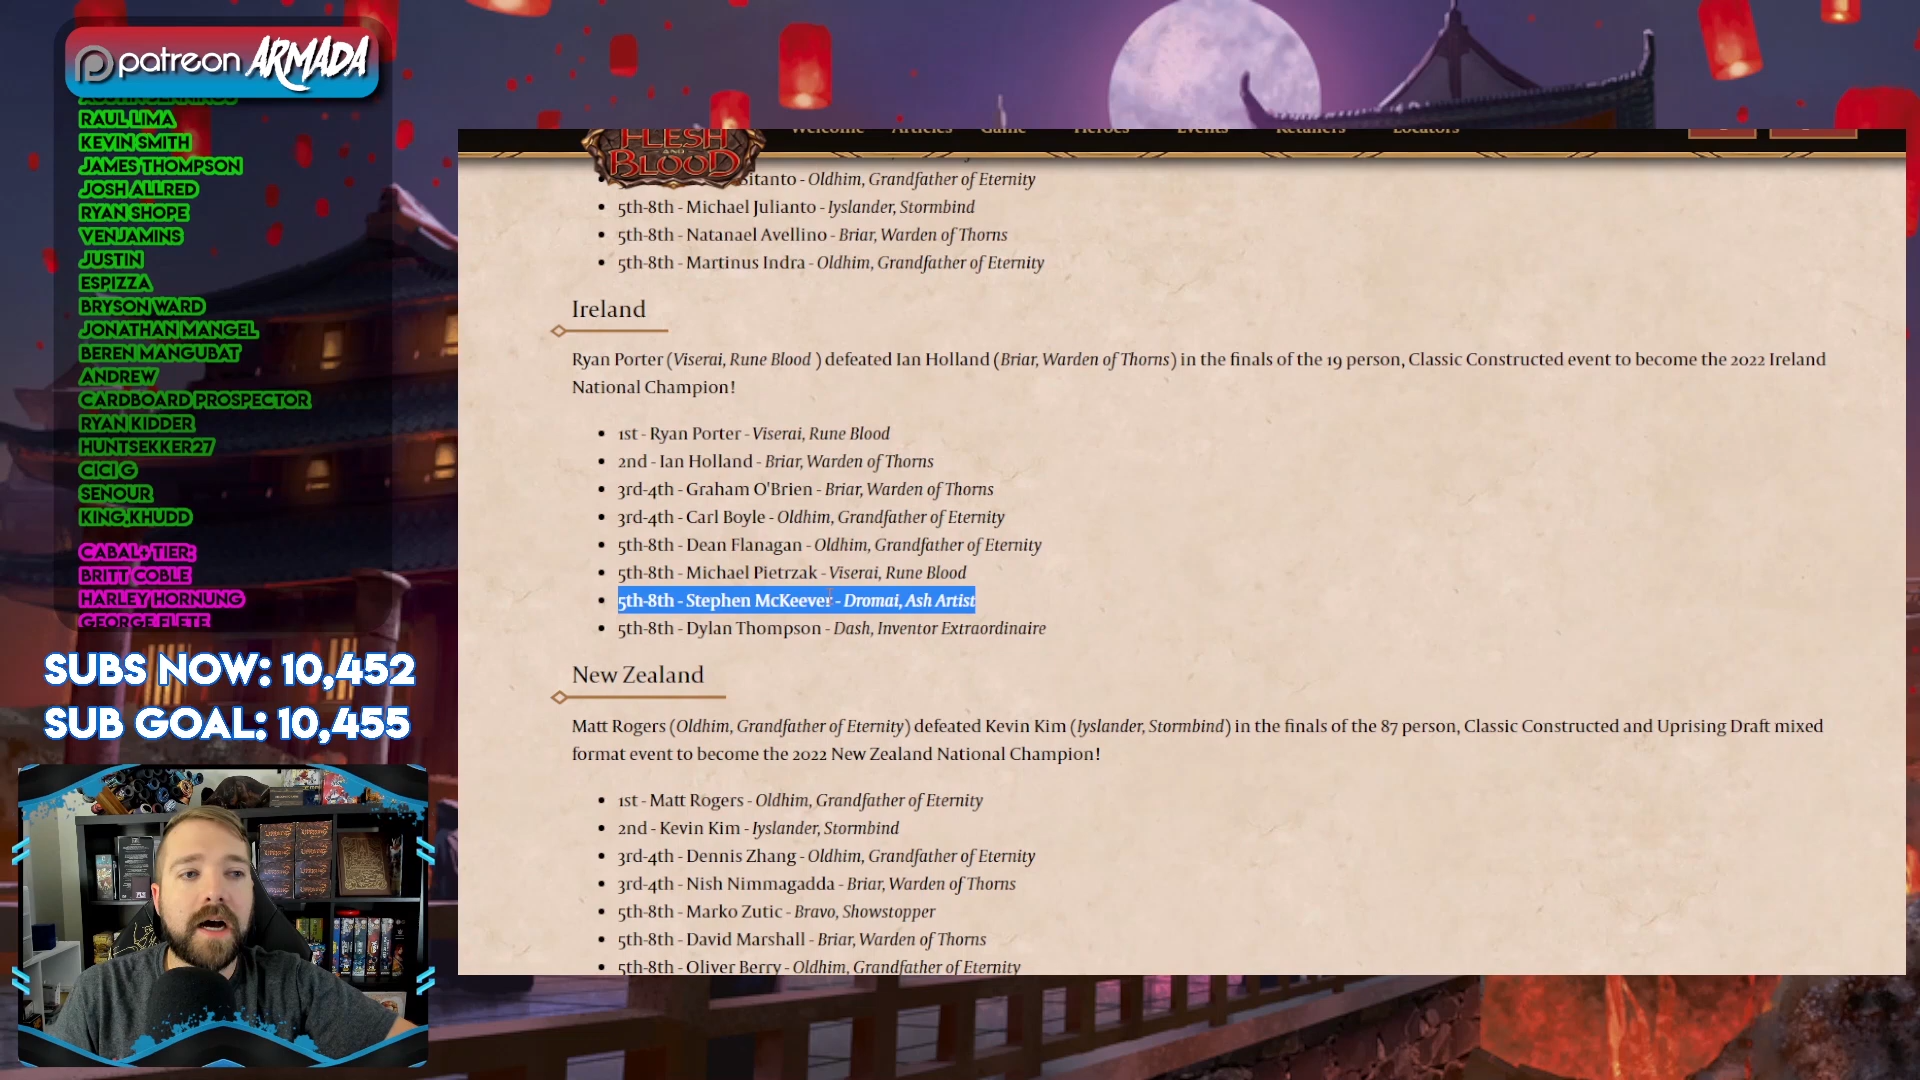 patreon ARMADA
RAUL LIMA
KEVIN SMITH
JAMES THOMPSON
JOSH ALLRED
RYAN SHOPE
VENJAMINS
JUSTIN
ESPIZZA
BRYSON WARD
JONATHAN MANGEL
BEREN MANGUBAT
ANDREW
CARDBOARD PROSPECTOR
RYAN KIDDER
HUNTSEKKER27
CICI G
SENOUR
KING.KHUDD
CABAL+ TIER:
BRITT COBLE
HARLEY HORNUNG
GEORGE FLETE
SUBS NOW: 10,452
SUB GOAL: 10,455
FLESH AND BLOOD
Welcome Articles Game Heroes Events Retailers Locators
Sitanto - Oldhim, Grandfather of Eternity
5th-8th - Michael Julianto - Iyslander, Stormbind
5th-8th - Natanael Avellino - Briar, Warden of Thorns
5th-8th - Martinus Indra - Oldhim, Grandfather of Eternity
Ireland
Ryan Porter (Viserai, Rune Blood ) defeated Ian Holland (Briar, Warden of Thorns) in the finals of the 19 person, Classic Constructed event to become the 2022 Ireland
National Champion!
1st - Ryan Porter - Viserai, Rune Blood
2nd - Ian Holland - Briar, Warden of Thorns
3rd-4th - Graham O'Brien - Briar, Warden of Thorns
3rd-4th - Carl Boyle - Oldhim, Grandfather of Eternity
5th-8th - Dean Flanagan - Oldhim, Grandfather of Eternity
5th-8th - Michael Pietrzak - Viserai, Rune Blood
5th-8th - Stephen McKeever - Dromai, Ash Artist
5th-8th - Dylan Thompson - Dash, Inventor Extraordinaire
New Zealand
Matt Rogers (Oldhim, Grandfather of Eternity) defeated Kevin Kim (Iyslander, Stormbind) in the finals of the 87 person, Classic Constructed and Uprising Draft mixed
format event to become the 2022 New Zealand National Champion!
1st - Matt Rogers - Oldhim, Grandfather of Eternity
2nd - Kevin Kim - Iyslander, Stormbind
3rd-4th - Dennis Zhang - Oldhim, Grandfather of Eternity
3rd-4th - Nish Nimmagadda - Briar, Warden of Thorns
5th-8th - Marko Zutic - Bravo, Showstopper
5th-8th - David Marshall - Briar, Warden of Thorns
5th-8th - Oliver Berry - Oldhim, Grandfather of Eternity